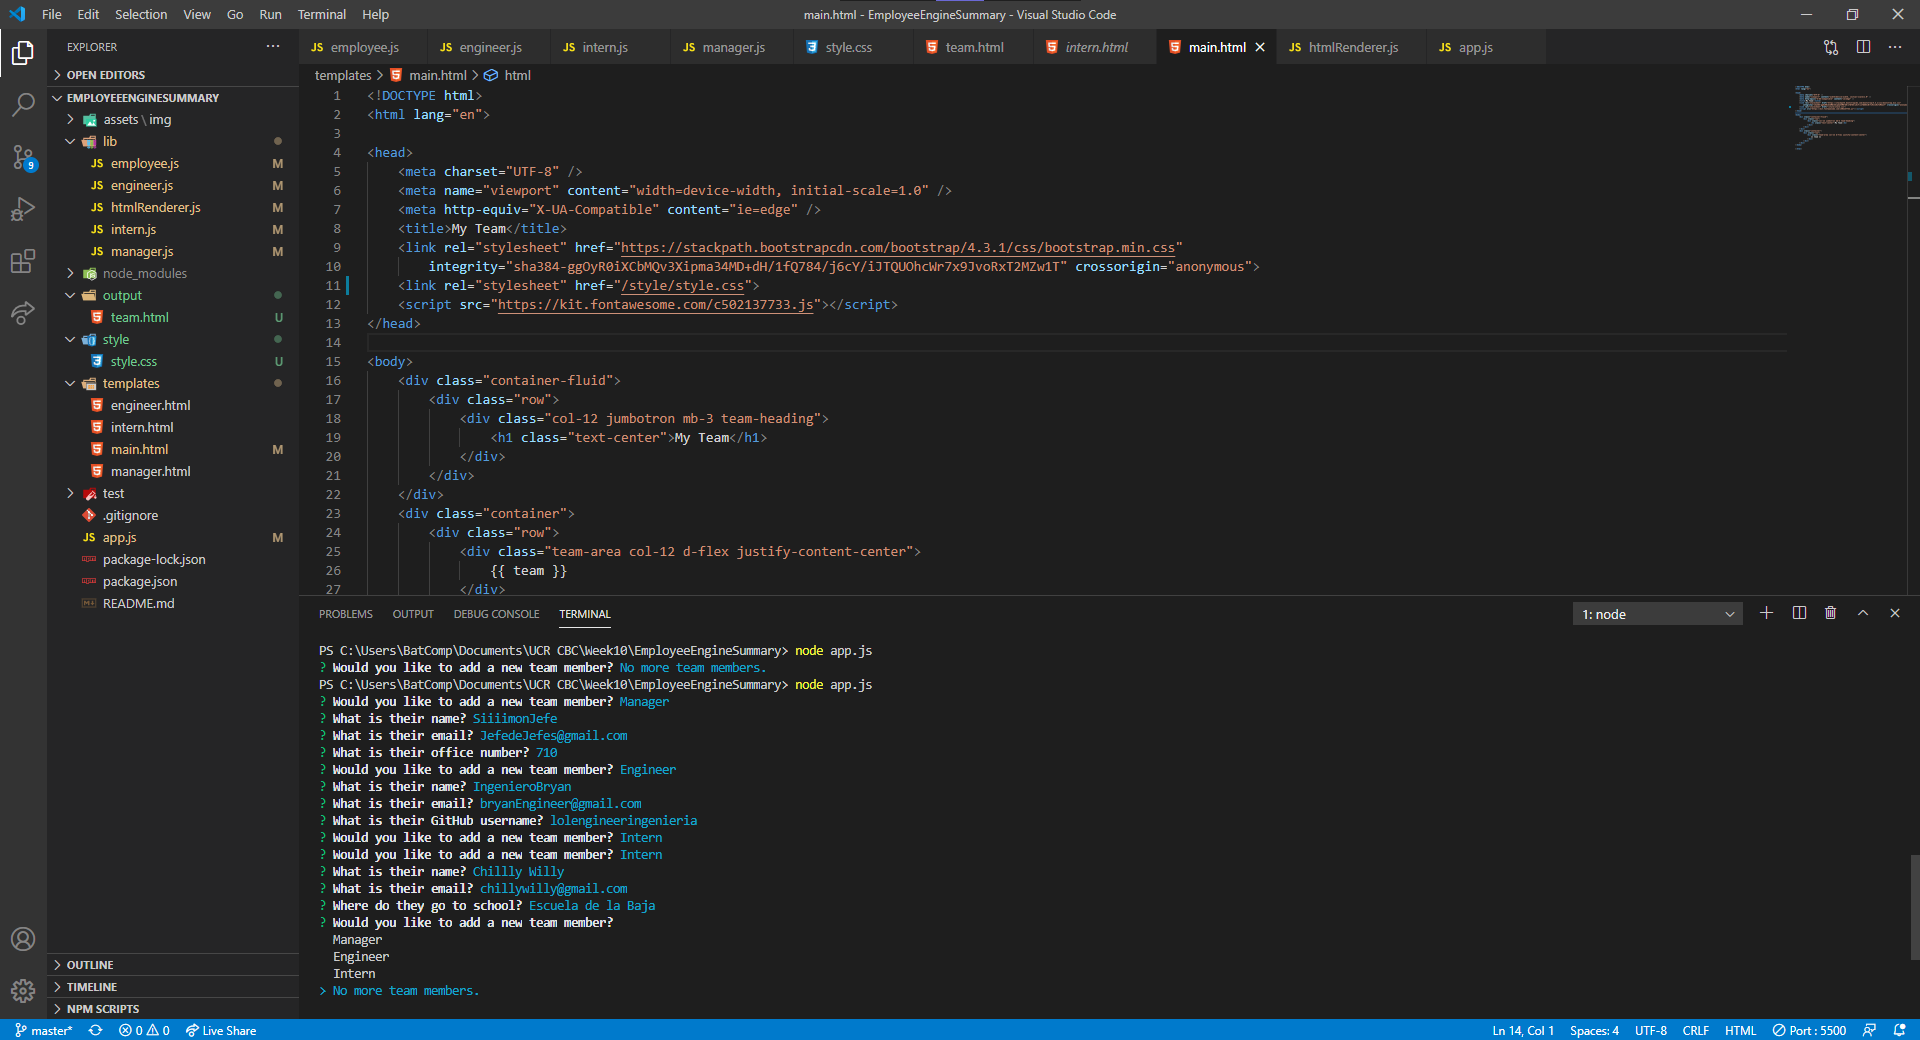 File Edit Selection View Go Run Terminal Help
main.html - EmployeeEngineSummary - Visual Studio Code
EXPLORER
OPEN EDITORS
EMPLOYEEENGINESUMMARY
assets \ img
lib
JS employee.js M
JS engineer.js M
JS htmlRenderer.js M
JS intern.js M
JS manager.js M
node_modules
output
team.html U
style
style.css U
templates
engineer.html
intern.html
main.html M
manager.html
test
.gitignore
JS app.js M
package-lock.json
package.json
README.md
OUTLINE
TIMELINE
NPM SCRIPTS
9
JS employee.js JS engineer.js JS intern.js JS manager.js style.css team.html intern.html main.html JS htmlRenderer.js JS app.js
templates > main.html > html
1 <!DOCTYPE html>
2 <html lang="en">
3
4 <head>
5 <meta charset="UTF-8" />
6 <meta name="viewport" content="width=device-width, initial-scale=1.0" />
7 <meta http-equiv="X-UA-Compatible" content="ie=edge" />
8 <title>My Team</title>
9 <link rel="stylesheet" href="https://stackpath.bootstrapcdn.com/bootstrap/4.3.1/css/bootstrap.min.css"
10 integrity="sha384-ggOyR0iXCbMQv3Xipma34MD+dH/1fQ784/j6cY/iJTQUOhcWr7x9JvoRxT2MZw1T" crossorigin="anonymous">
11 <link rel="stylesheet" href="/style/style.css">
12 <script src="https://kit.fontawesome.com/c502137733.js"></script>
13 </head>
14
15 <body>
16 <div class="container-fluid">
17 <div class="row">
18 <div class="col-12 jumbotron mb-3 team-heading">
19 <h1 class="text-center">My Team</h1>
20 </div>
21 </div>
22 </div>
23 <div class="container">
24 <div class="row">
25 <div class="team-area col-12 d-flex justify-content-center">
26 {{ team }}
27 </div>
PROBLEMS OUTPUT DEBUG CONSOLE TERMINAL
1: node
PS C:\Users\BatComp\Documents\UCR CBC\Week10\EmployeeEngineSummary> node app.js
? Would you like to add a new team member? No more team members.
PS C:\Users\BatComp\Documents\UCR CBC\Week10\EmployeeEngineSummary> node app.js
? Would you like to add a new team member? Manager
? What is their name? SiiiimonJefe
? What is their email? JefedeJefes@gmail.com
? What is their office number? 710
? Would you like to add a new team member? Engineer
? What is their name? IngenieroBryan
? What is their email? bryanEngineer@gmail.com
? What is their GitHub username? lolengineeringenieria
? Would you like to add a new team member? Intern
? Would you like to add a new team member? Intern
? What is their name? Chillly Willy
? What is their email? chillywilly@gmail.com
? Where do they go to school? Escuela de la Baja
? Would you like to add a new team member?
Manager
Engineer
Intern
> No more team members.
master* 0 0 Live Share
Ln 14, Col 1 Spaces: 4 UTF-8 CRLF HTML Port : 5500